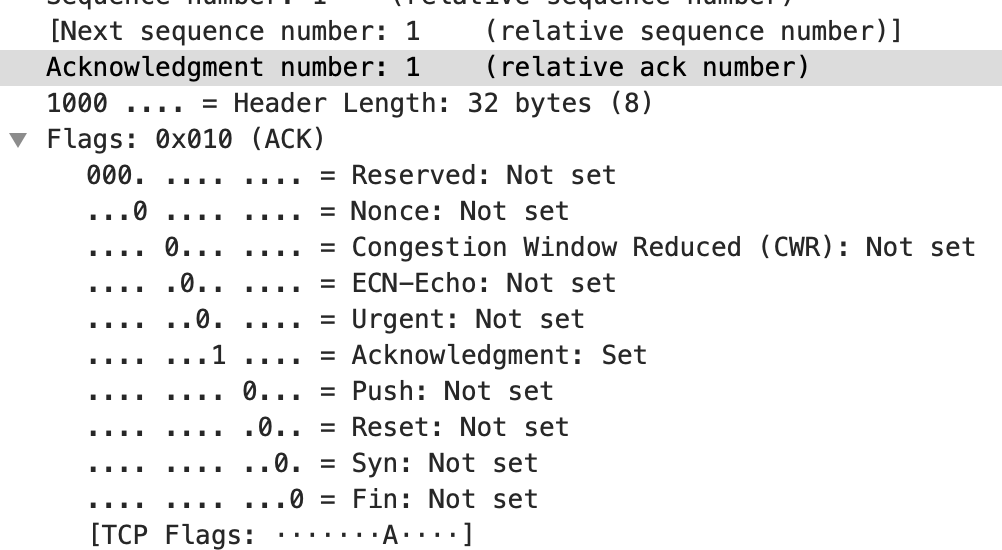 Sequence number: 1    (relative sequence number)
[Next sequence number: 1    (relative sequence number)]
Acknowledgment number: 1    (relative ack number)
1000 .... = Header Length: 32 bytes (8)
Flags: 0x010 (ACK)
000. .... .... = Reserved: Not set
...0 .... .... = Nonce: Not set
.... 0... .... = Congestion Window Reduced (CWR): Not set
.... .0.. .... = ECN-Echo: Not set
.... ..0. .... = Urgent: Not set
.... ...1 .... = Acknowledgment: Set
.... .... 0... = Push: Not set
.... .... .0.. = Reset: Not set
.... .... ..0. = Syn: Not set
.... .... ...0 = Fin: Not set
[TCP Flags: ·······A····]